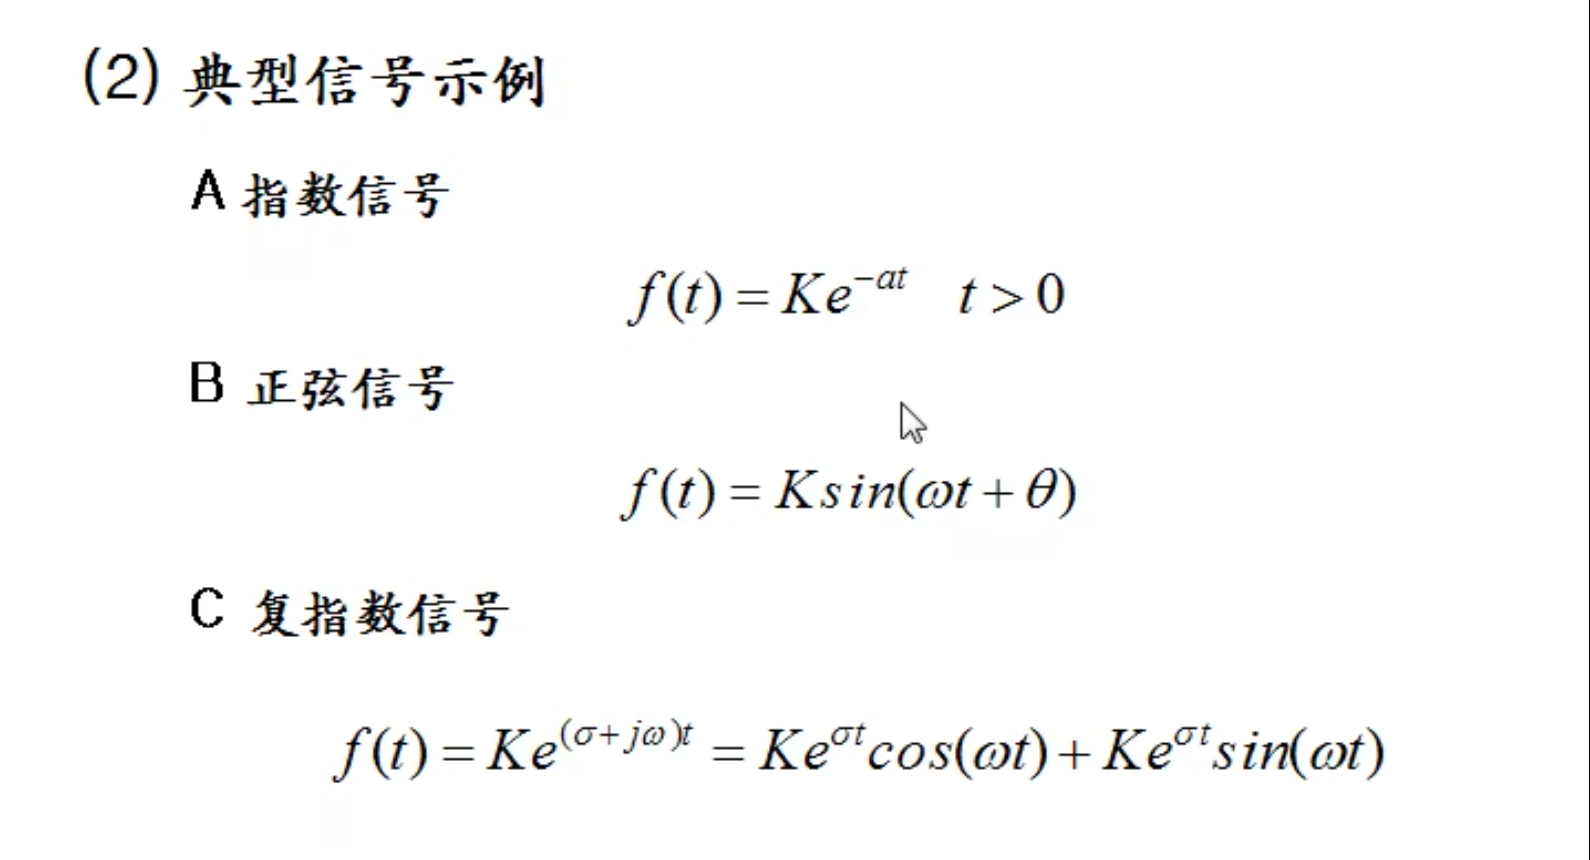 (2) 典型信号示例
A 指数信号
f(t) = Ke^{-at}  t > 0
B 正弦信号
f(t) = Ksin(ωt + θ)
C 复指数信号
f(t) = Ke^{(σ+jω)t} = Ke^{σt}cos(ωt) + Ke^{σt}sin(ωt)